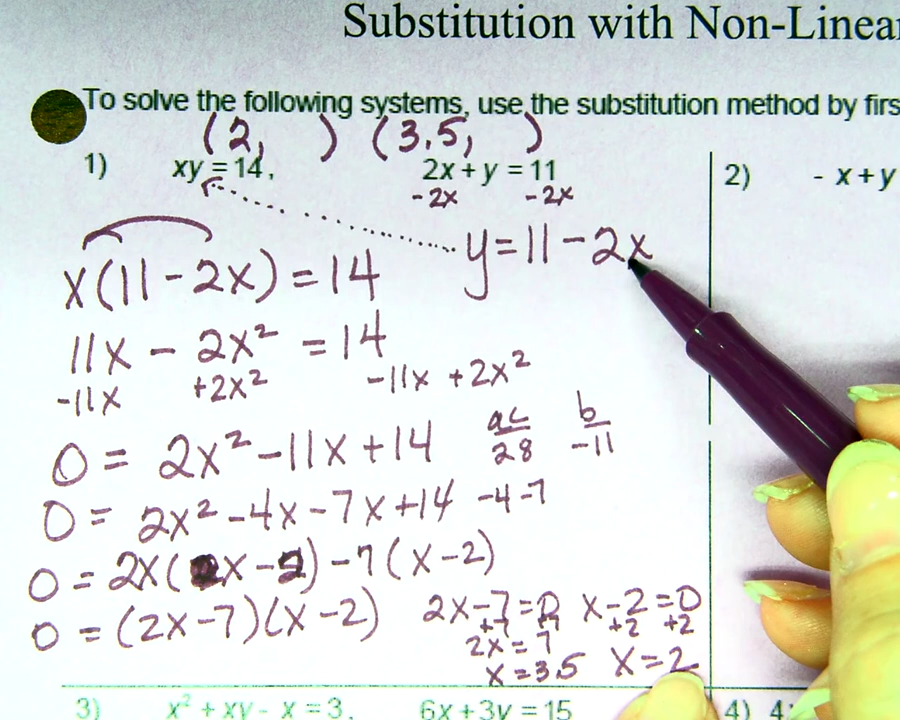 Substitution with Non-Linea
To solve the following systems, use the substitution method by firs
(2, ) (3.5, )
1) xy = 14, 2x + y = 11
-2x -2x
2) - x + y
y = 11 - 2x
x(11 - 2x) = 14
11x - 2x² = 14
-11x +2x² -11x +2x²
0 = 2x² - 11x + 14
ac b
28 -11
0 = 2x² - 4x - 7x + 14 -4 -7
0 = 2x( x - 2) - 7(x - 2)
0 = (2x - 7)(x - 2)
2x - 7 = 0 x - 2 = 0
+7 +7 +2 +2
2x = 7
x = 3.5 x = 2
3) x² + xy - x = 3, 6x + 3y = 15
4) 4